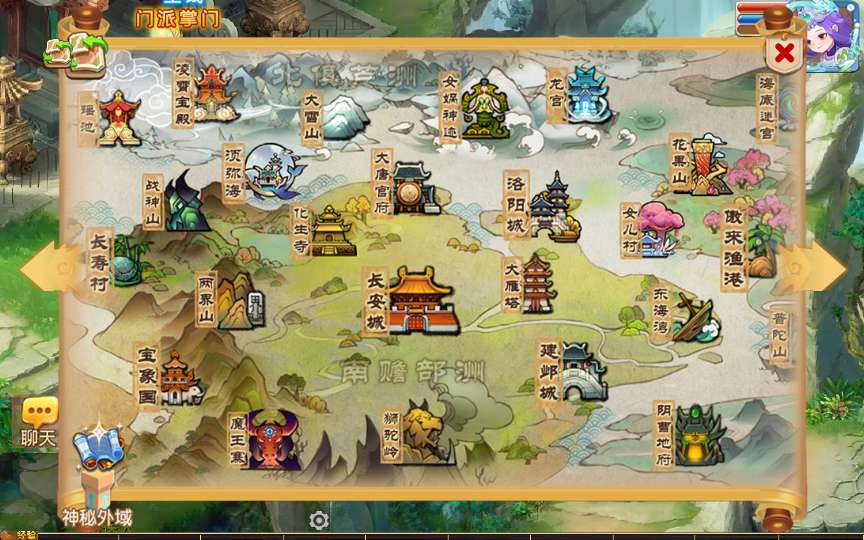 门派掌门
北俱芦洲
瑶池
凌霄宝殿
大雪山
女娲神迹
龙宫
海底迷宫
战神山
须弥海
大唐官府
洛阳城
花果山
长寿村
化生寺
女儿村
傲来渔港
两界山
长安城
大雁塔
东海湾
普陀山
宝象国
南赡部洲
建邺城
魔王寨
狮驼岭
阴曹地府
聊天
神秘外域
经验